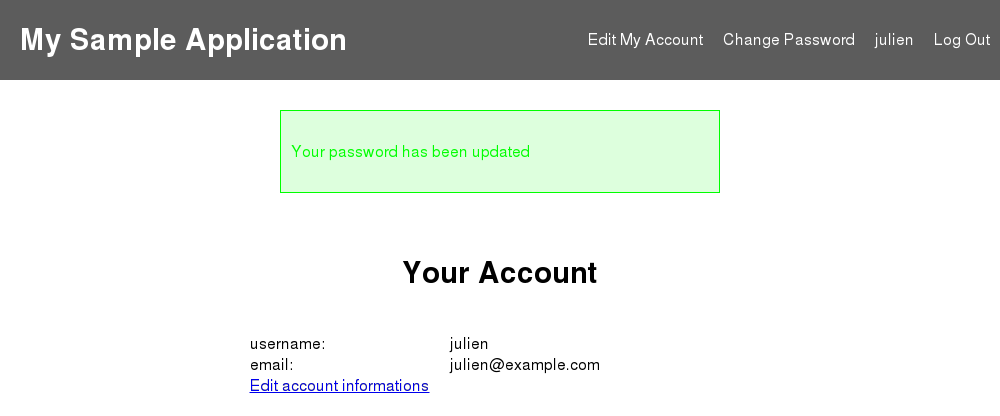 My Sample Application
Edit My Account Change Password julien Log Out
Your password has been updated
Your Account
username: julien
email: julien@example.com
Edit account informations